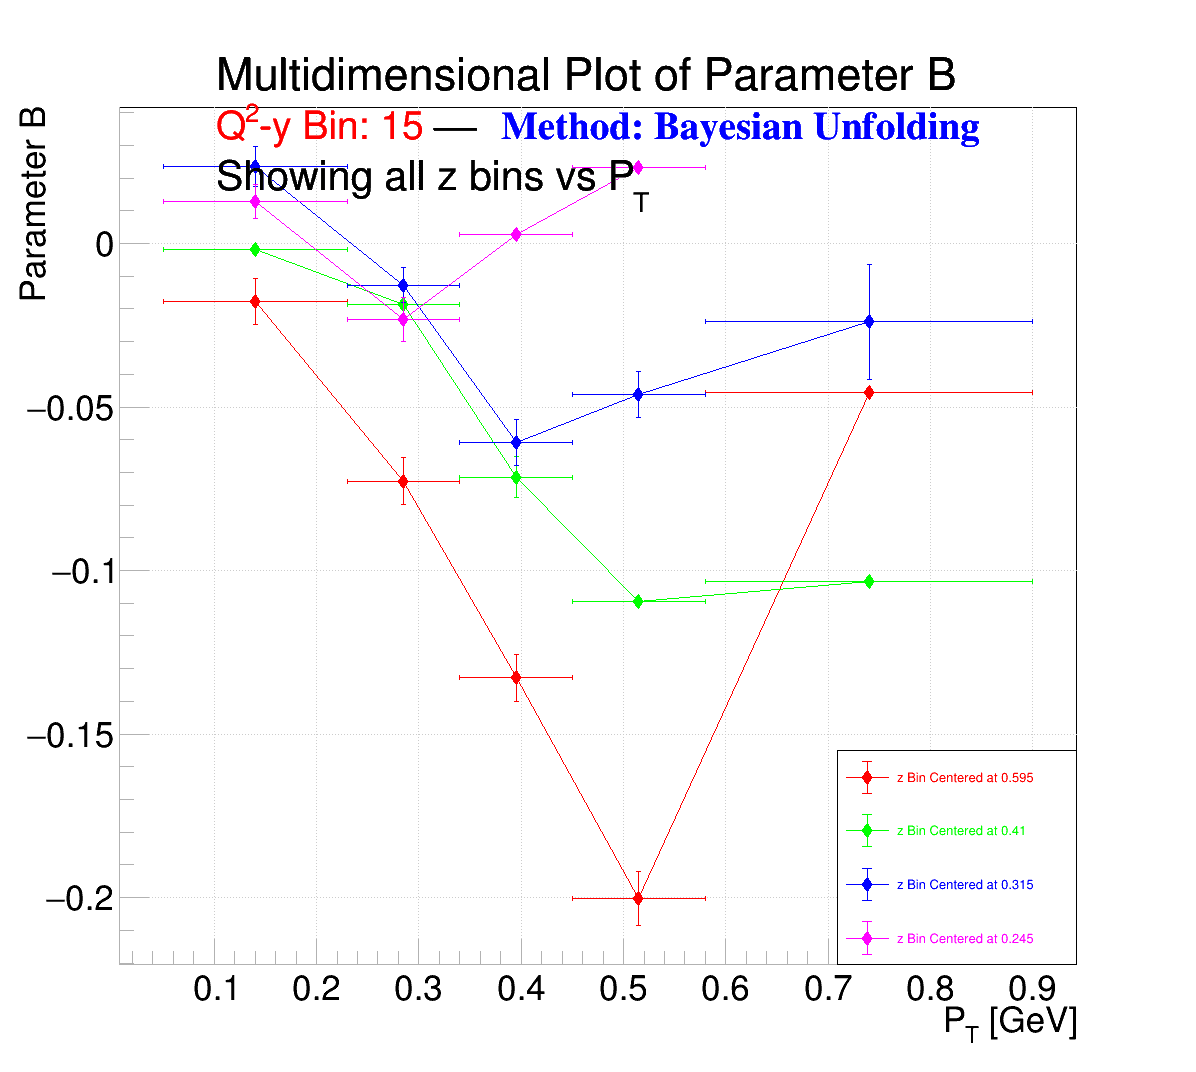 Multidimensional Plot of Parameter B
Q²-y Bin: 15 — Method: Bayesian Unfolding
Showing all z bins vs P_T
Parameter B
0
−0.05
−0.1
−0.15
−0.2
z Bin Centered at 0.595
z Bin Centered at 0.41
z Bin Centered at 0.315
z Bin Centered at 0.245
0.1 0.2 0.3 0.4 0.5 0.6 0.7 0.8 0.9
P_T [GeV]